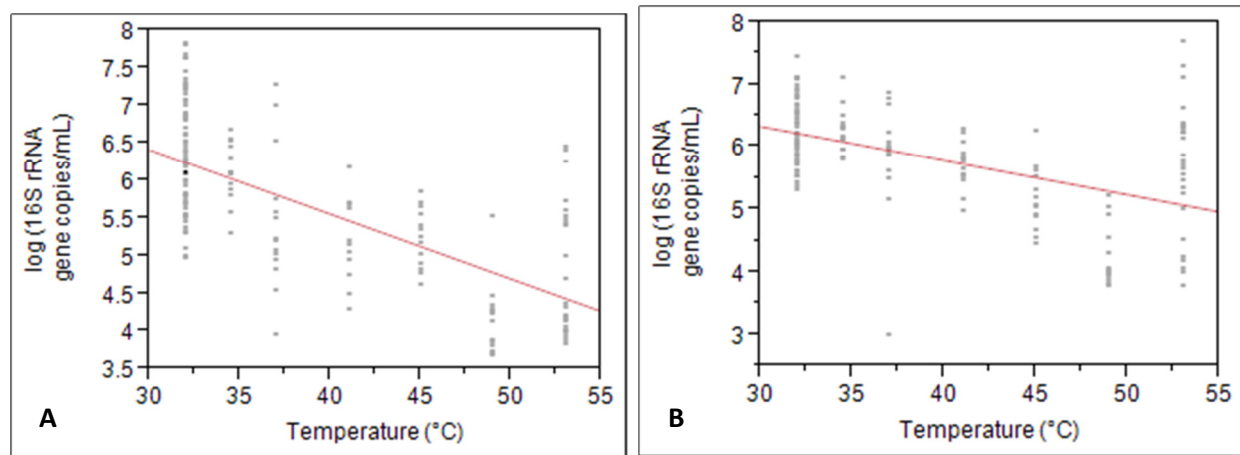 log (16S rRNA
gene copies/mL)
8
7.5
7
6.5
6
5.5
5
4.5
4
3.5
30 35 40 45 50 55
Temperature (°C)
A
log (16S rRNA
gene copies/mL)
8
7
6
5
4
3
30 35 40 45 50 55
Temperature (°C)
B